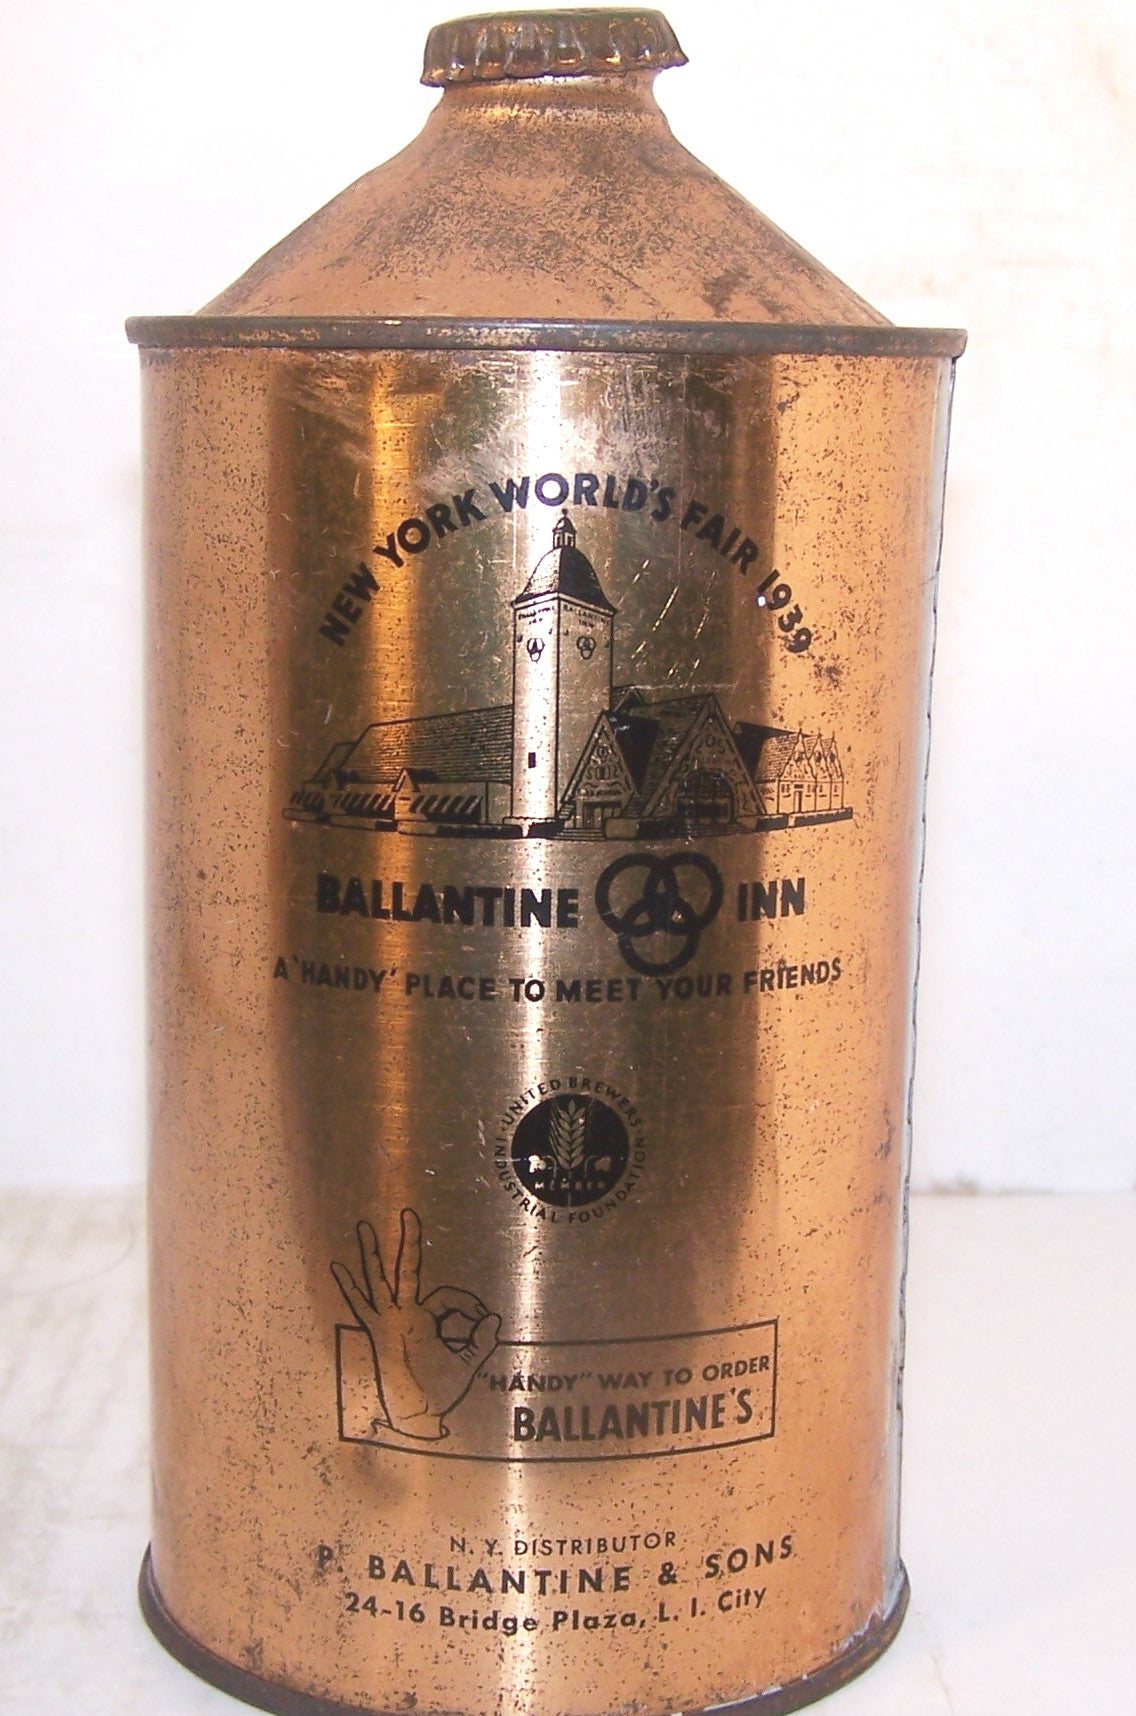 NEW YORK WORLD'S FAIR 1939
BALLANTINE INN
A 'HANDY' PLACE TO MEET YOUR FRIENDS
UNITED BREWERS
INDUSTRIAL FOUNDATION
MEMBER
"HANDY" WAY TO ORDER
BALLANTINE'S
N. Y. DISTRIBUTOR
P. BALLANTINE & SONS
24-16 Bridge Plaza, L. I. City